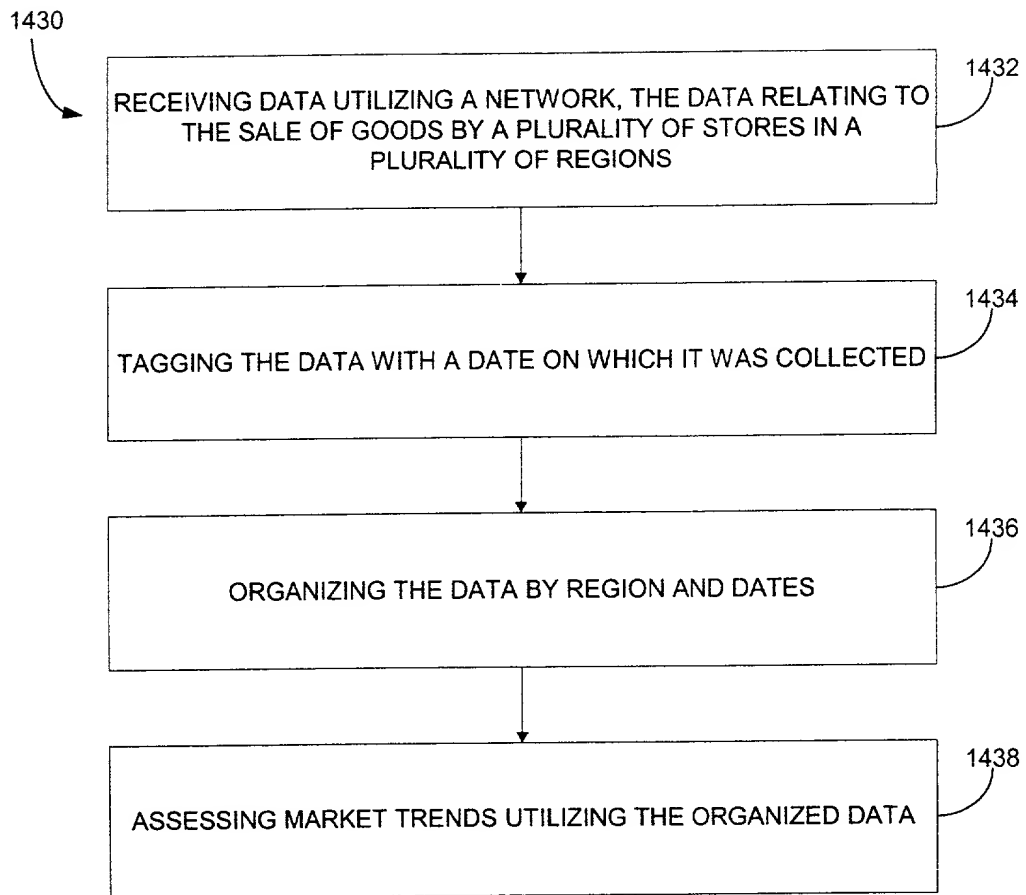 1430
1432
RECEIVING DATA UTILIZING A NETWORK, THE DATA RELATING TO
THE SALE OF GOODS BY A PLURALITY OF STORES IN A
PLURALITY OF REGIONS
1434
TAGGING THE DATA WITH A DATE ON WHICH IT WAS COLLECTED
1436
ORGANIZING THE DATA BY REGION AND DATES
1438
ASSESSING MARKET TRENDS UTILIZING THE ORGANIZED DATA